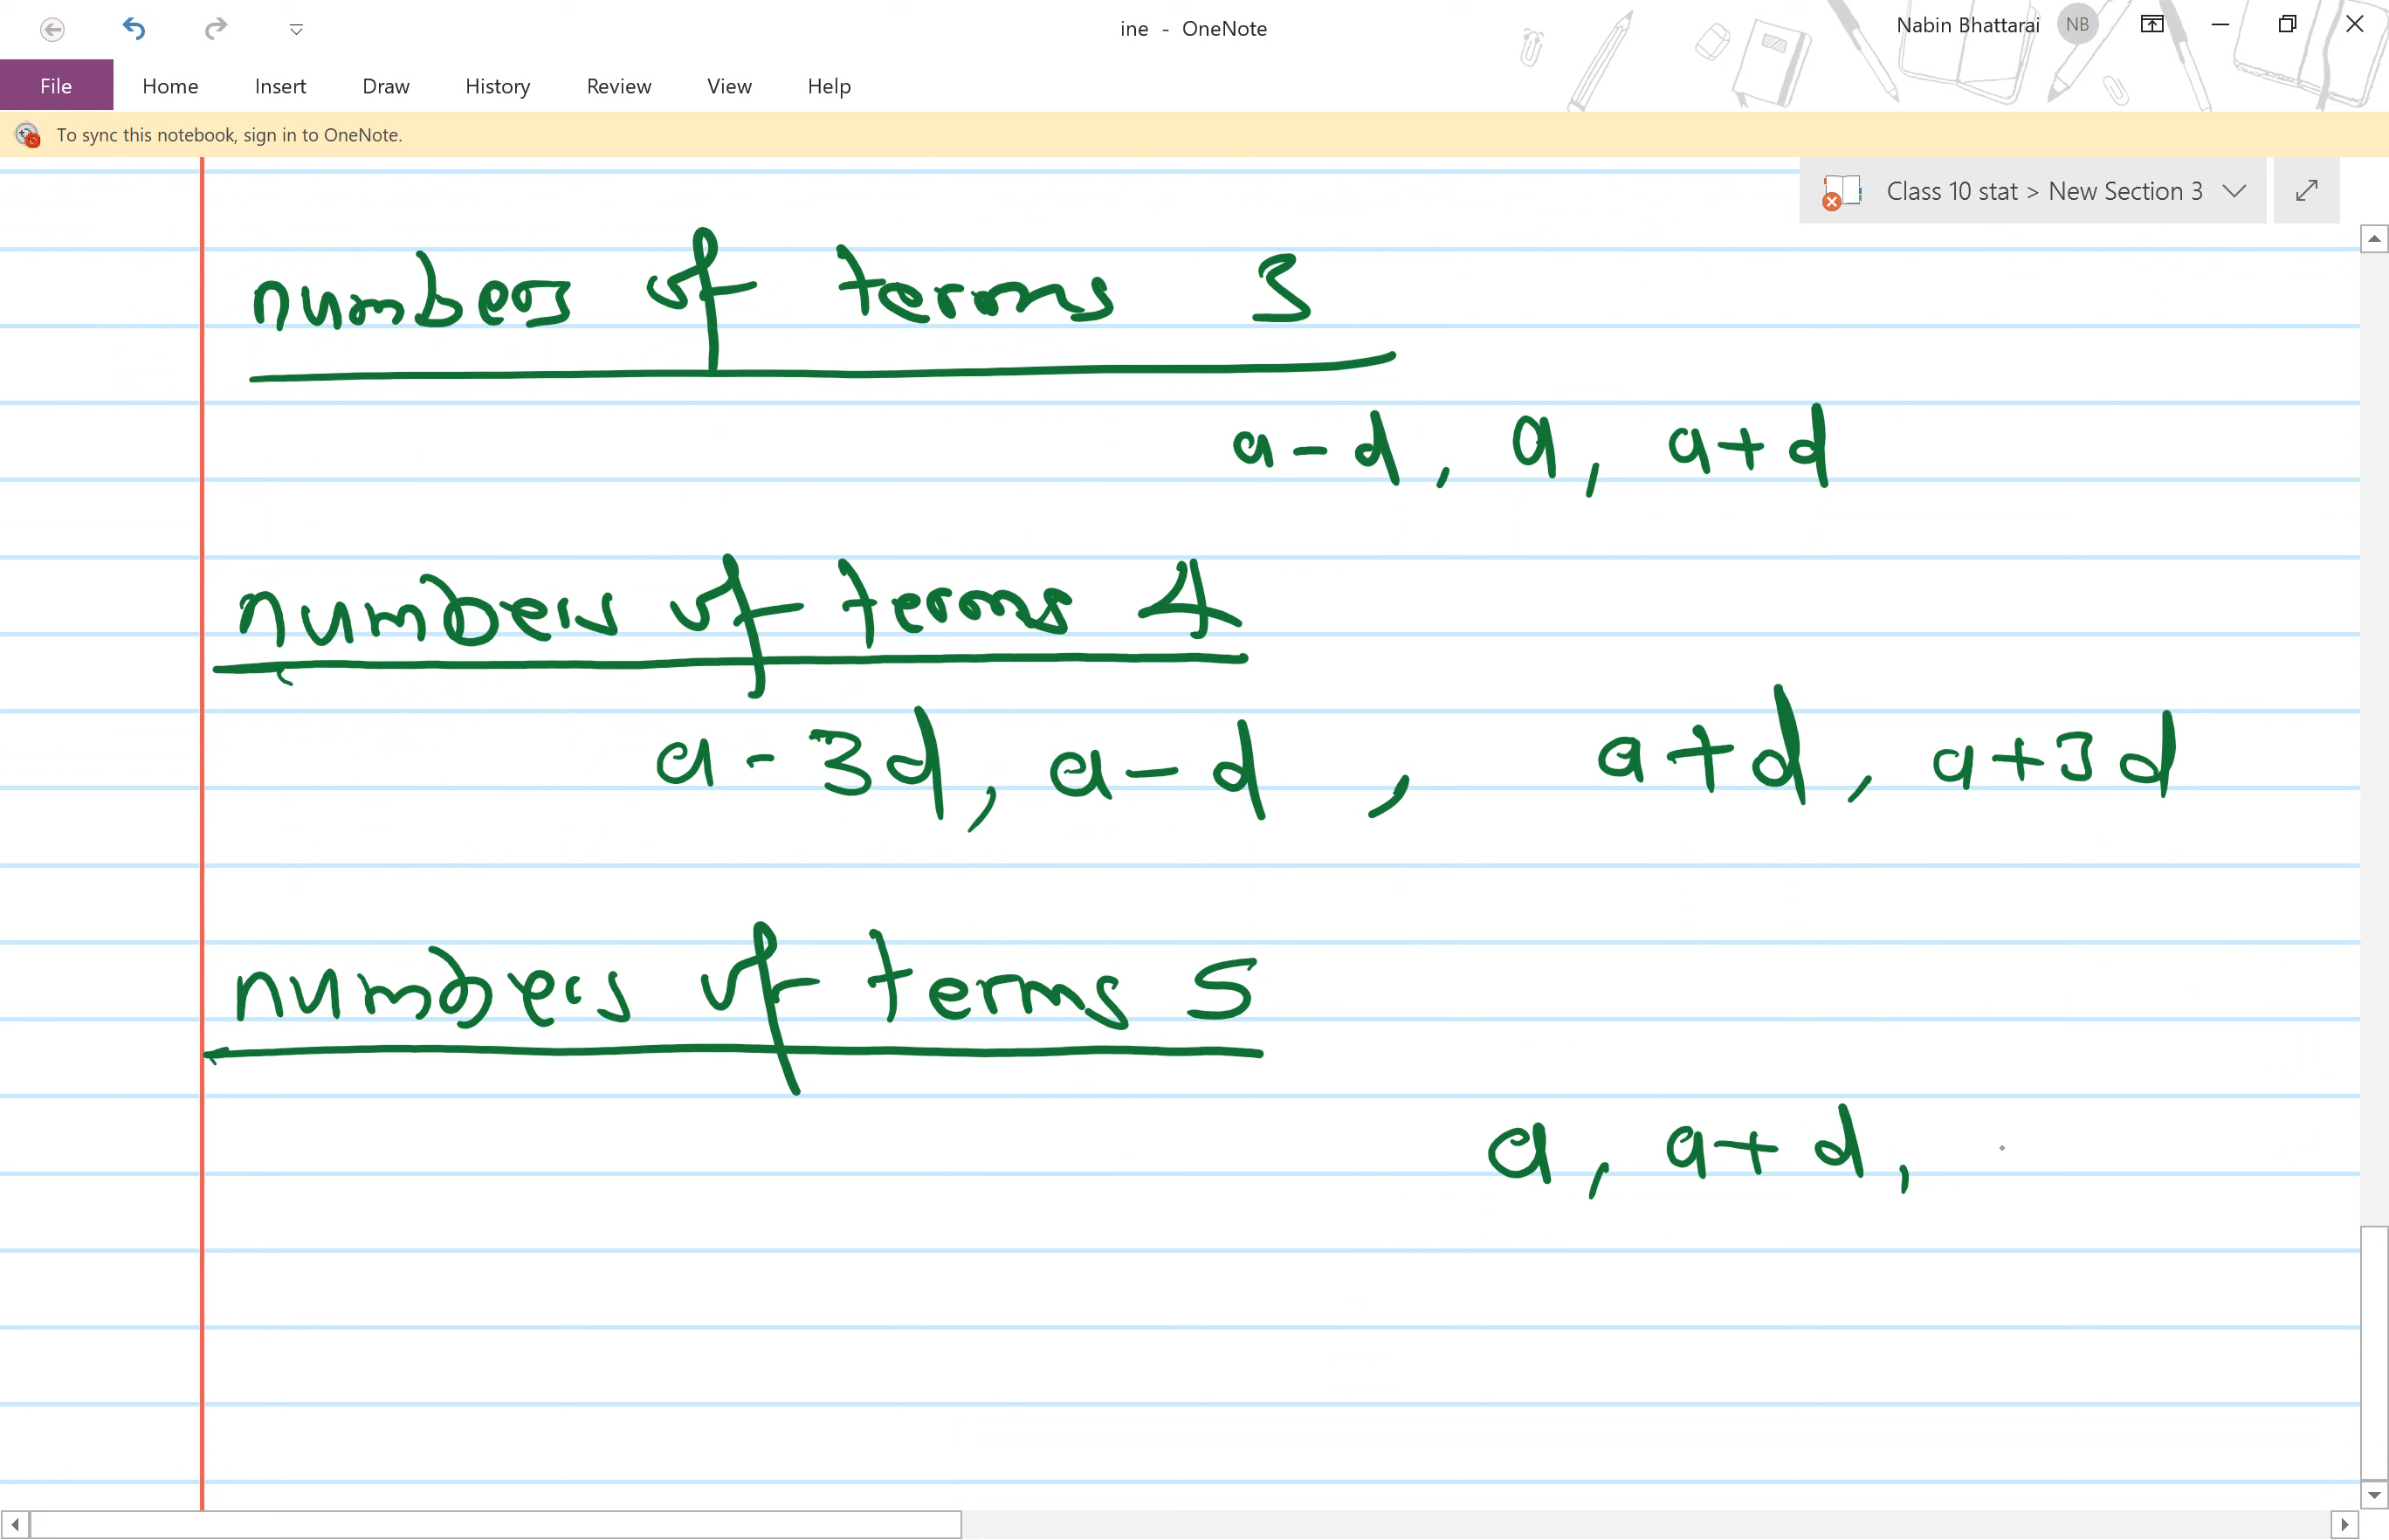 ine - OneNote
Nabin Bhattarai NB
File Home Insert Draw History Review View Help
To sync this notebook, sign in to OneNote.
Class 10 stat > New Section 3
numbers of terms 3
a-d, a, a+d
numbers of terms 4
a-3d, a-d, a+d, a+3d
numbers of terms 5
a, a+d,